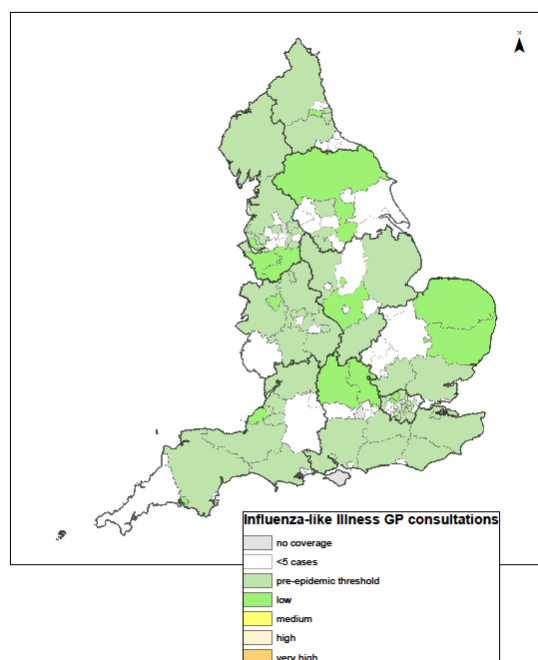 N
Influenza-like Illness GP consultations
no coverage
<5 cases
pre-epidemic threshold
low
medium
high
very high